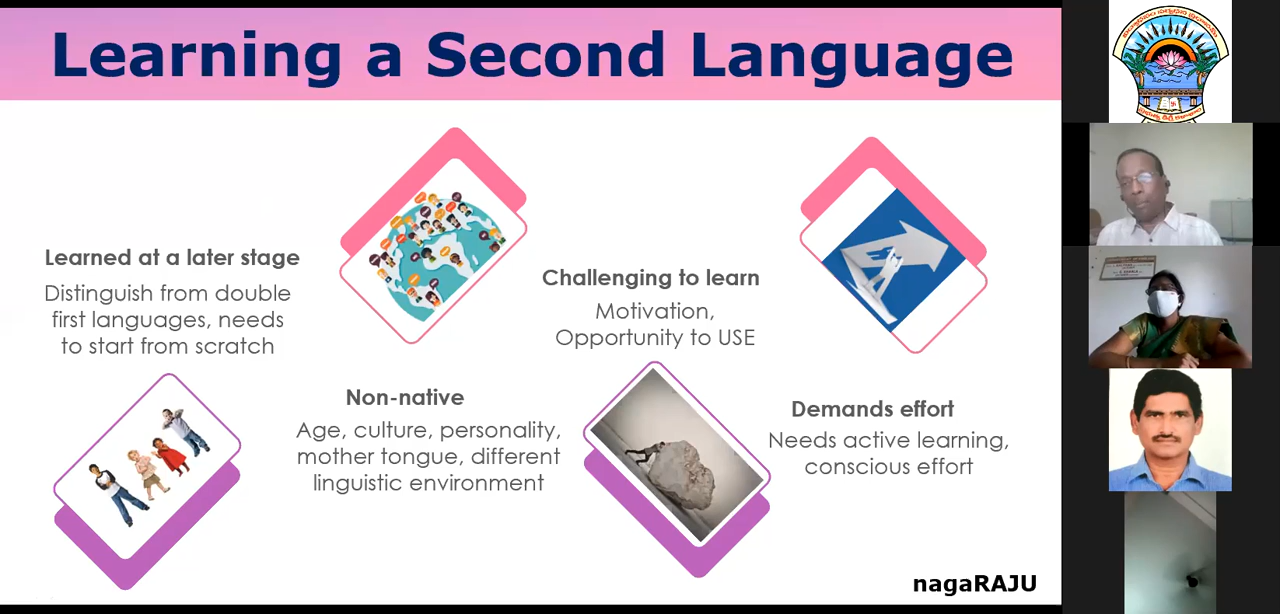 Learning a Second Language
Learned at a later stage
Distinguish from double
first languages, needs
to start from scratch
Non-native
Age, culture, personality,
mother tongue, different
linguistic environment
Challenging to learn
Motivation,
Opportunity to USE
Demands effort
Needs active learning,
conscious effort
nagaRAJU